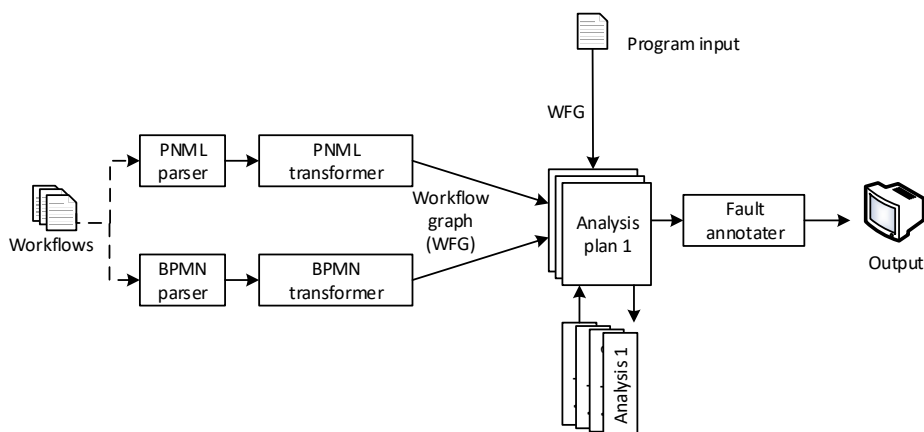 Program input
WFG
PNML
parser
PNML
transformer
Workflow
graph
(WFG)
Workflows
BPMN
parser
BPMN
transformer
Analysis
plan 1
Fault
annotater
Output
Analysis 1